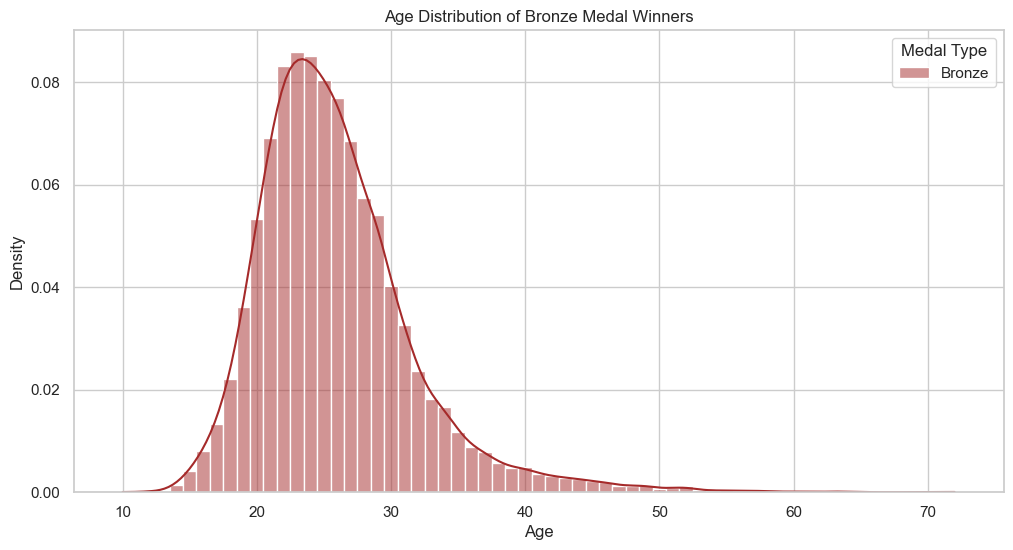 Age Distribution of Bronze Medal Winners
Medal Type
Bronze
Density
0.08
0.06
0.04
0.02
0.00
10 20 30 40 50 60 70
Age